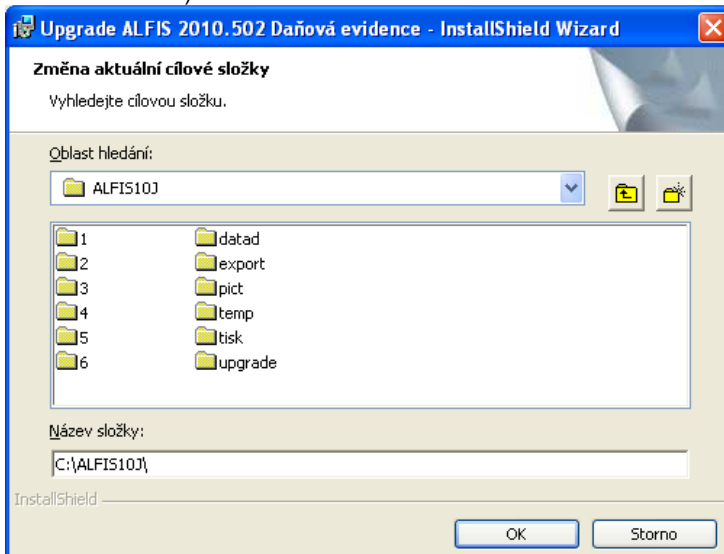 Upgrade ALFIS 2010.502 Daňová evidence - InstallShield Wizard
Změna aktuální cílové složky
Vyhledejte cílovou složku.
Oblast hledání:
ALFIS10J
1 datad
2 export
3 pict
4 temp
5 tisk
6 upgrade
Název složky:
C:\ALFIS10J\
InstallShield
OK Storno